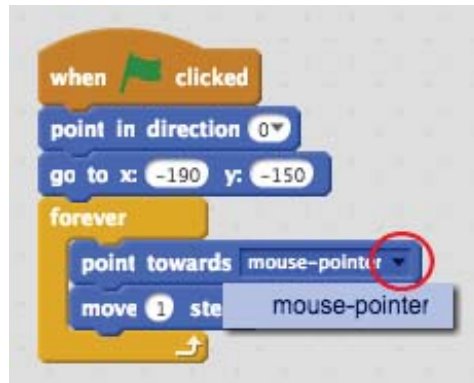 when clicked
point in direction 0
go to x: -190 y: -150
forever
point towards mouse-pointer
move 1 ste
mouse-pointer